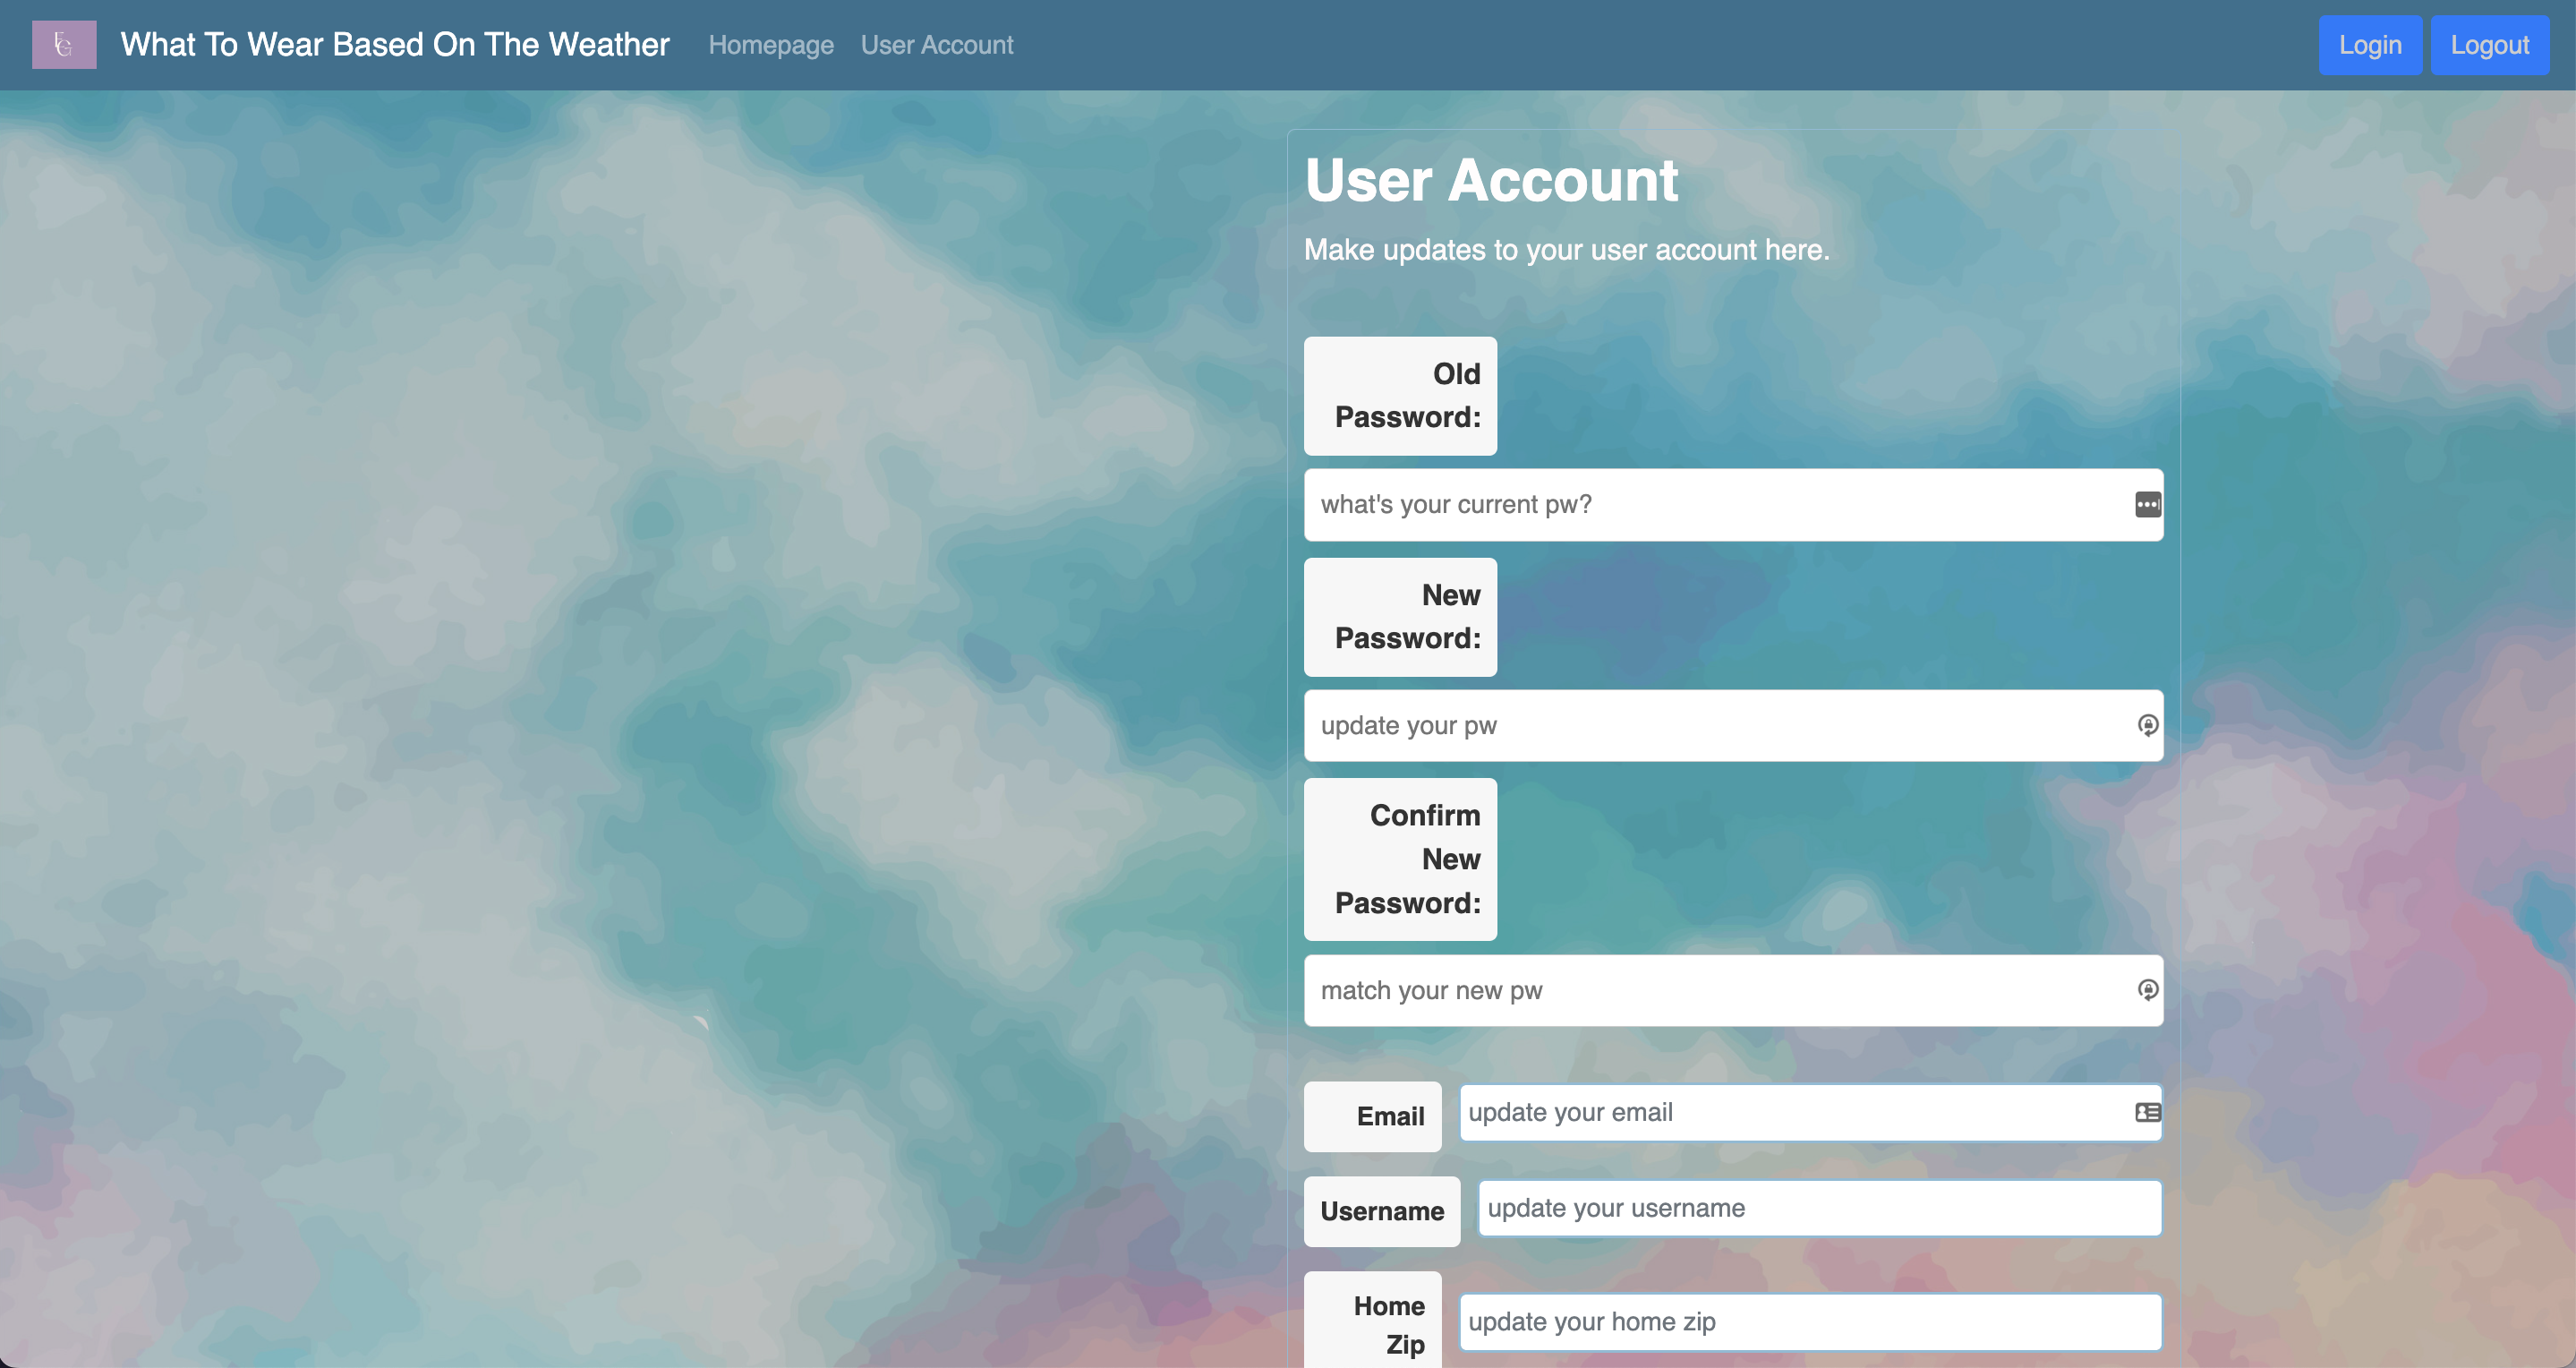 What To Wear Based On The Weather
Homepage
User Account
Login
Logout
User Account
Make updates to your user account here.
Old
Password:
what's your current pw?
New
Password:
update your pw
Confirm
New
Password:
match your new pw
Email
update your email
Username
update your username
Home
Zip
update your home zip